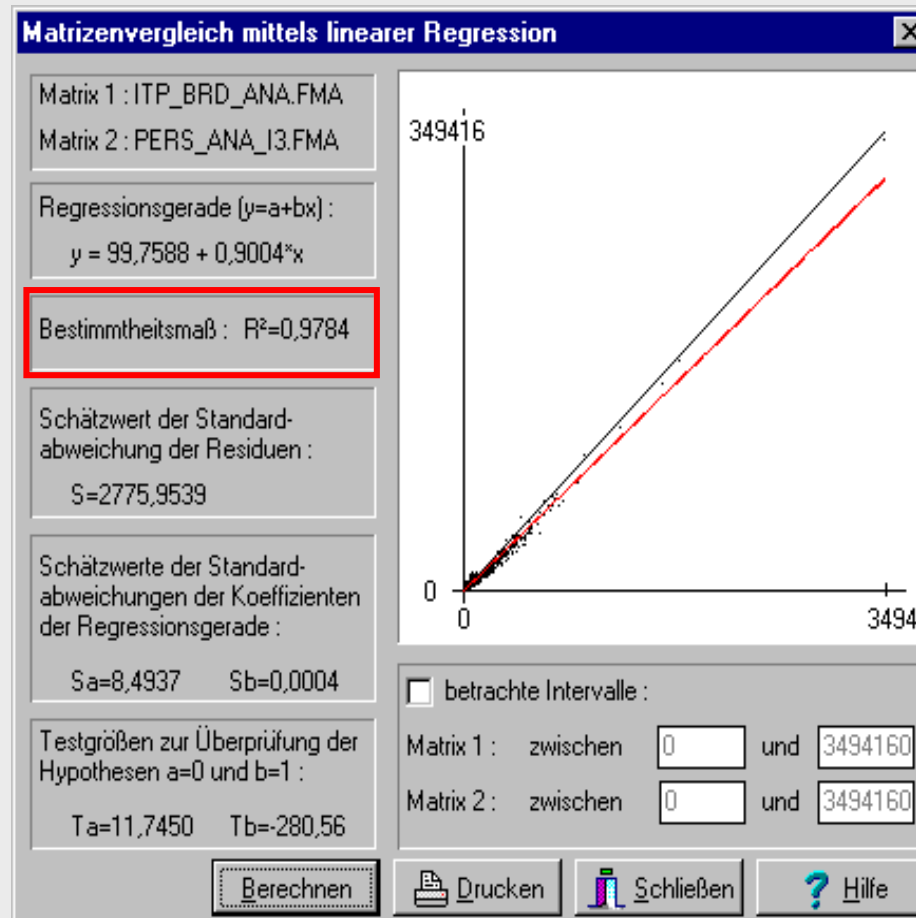 Matrizenvergleich mittels linearer Regression
Matrix 1 : ITP_BRD_ANA.FMA
Matrix 2 : PERS_ANA_I3.FMA
Regressionsgerade (y=a+bx) :
y = 99,7588 + 0,9004*x
Bestimmtheitsmaß : R²=0,9784
Schätzwert der Standard-
abweichung der Residuen :
S=2775,9539
Schätzwerte der Standard-
abweichungen der Koeffizienten
der Regressionsgerade :
Sa=8,4937 Sb=0,0004
Testgrößen zur Überprüfung der
Hypothesen a=0 und b=1 :
Ta=11,7450 Tb=-280,56
349416
0
0
3494
betrachte Intervalle :
Matrix 1 : zwischen 0 und 3494160
Matrix 2 : zwischen 0 und 3494160
Berechnen Drucken Schließen Hilfe